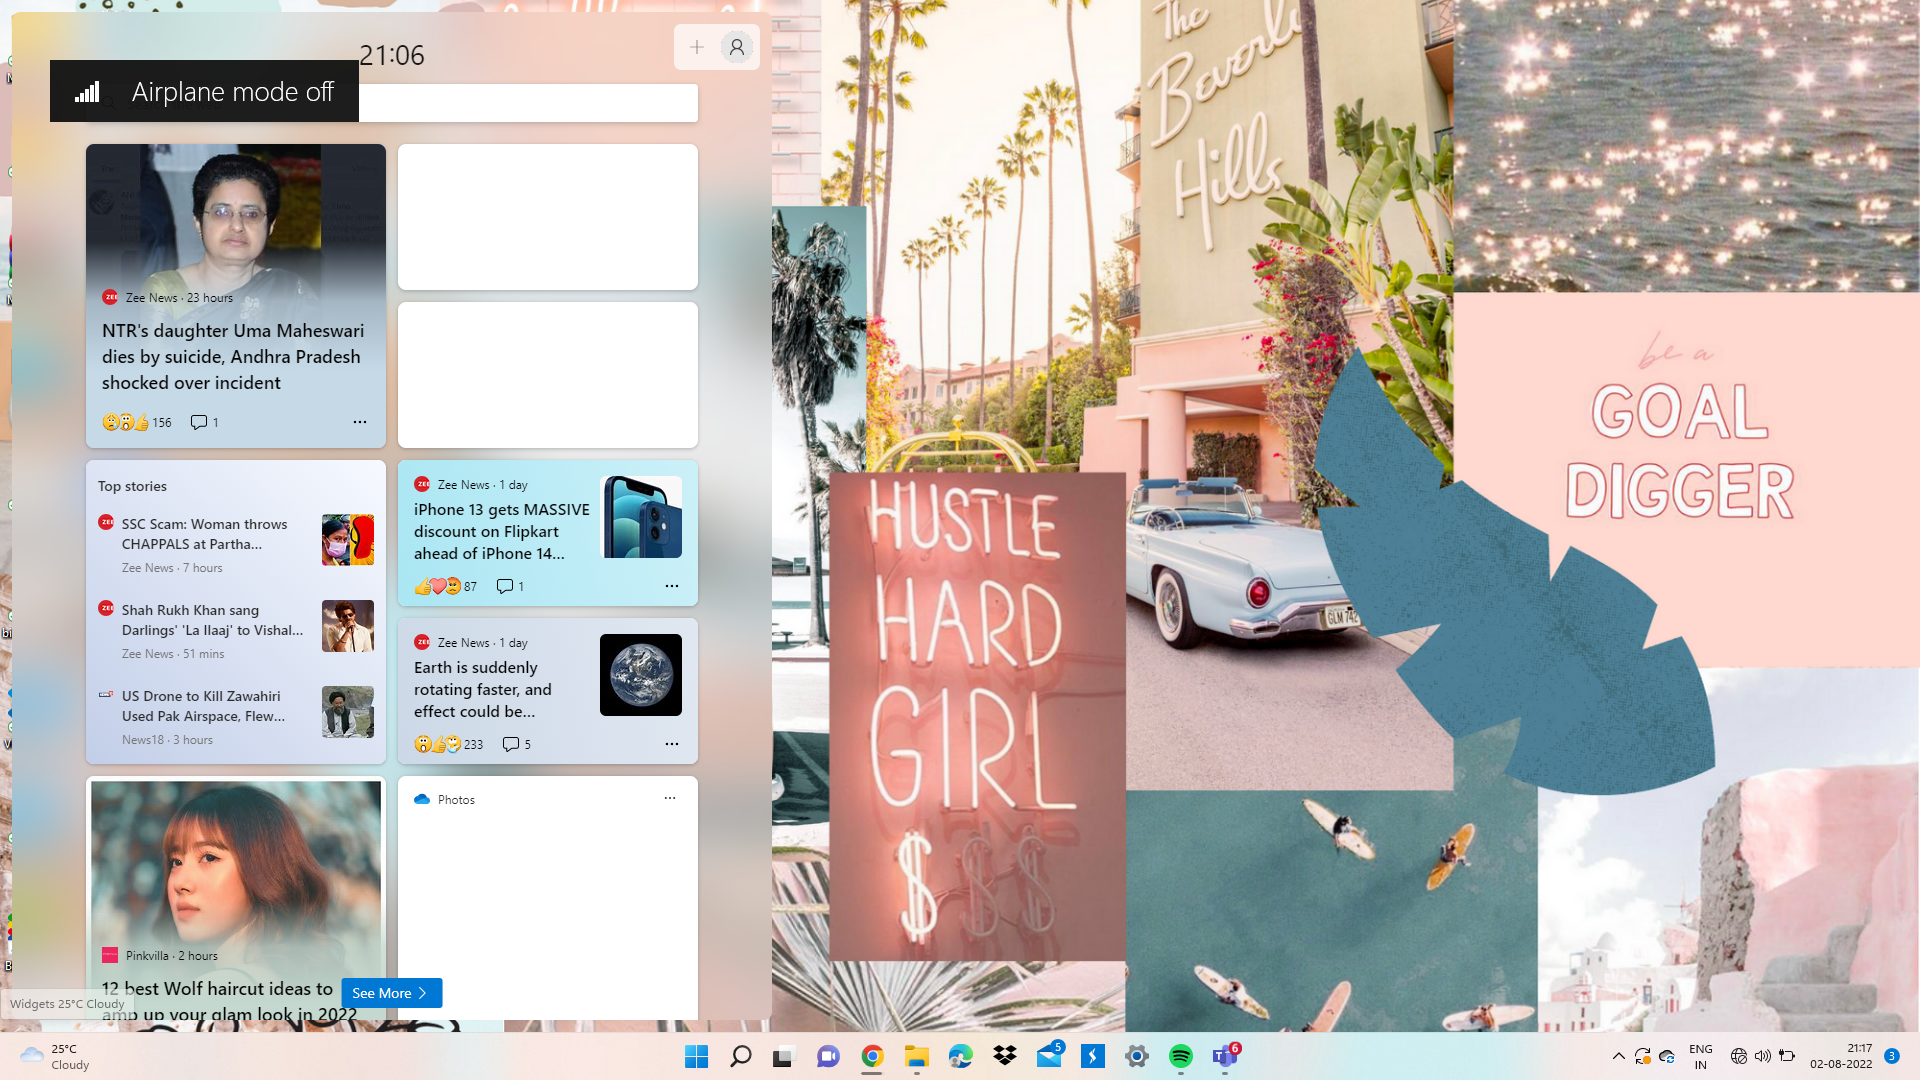 21:06
Airplane mode off
Zee News · 23 hours
NTR's daughter Uma Maheswari
dies by suicide, Andhra Pradesh
shocked over incident
156
1
Top stories
SSC Scam: Woman throws
CHAPPALS at Partha...
Zee News · 7 hours
Shah Rukh Khan sang
Darlings' 'La Ilaaj' to Vishal...
Zee News · 51 mins
US Drone to Kill Zawahiri
Used Pak Airspace, Flew...
News18 · 3 hours
Zee News · 1 day
iPhone 13 gets MASSIVE
discount on Flipkart
ahead of iPhone 14...
87
1
Zee News · 1 day
Earth is suddenly
rotating faster, and
effect could be...
233
5
Pinkvilla · 2 hours
12 best Wolf haircut ideas to
amp up your glam look in 2022
Photos
See More
Widgets 25°C Cloudy
The
Beverly
Hills
GLM 742
HUSTLE
HARD
GIRL
$$$
be a
GOAL
DIGGER
25°C
Cloudy
5
6
ENG
IN
21:17
02-08-2022
3